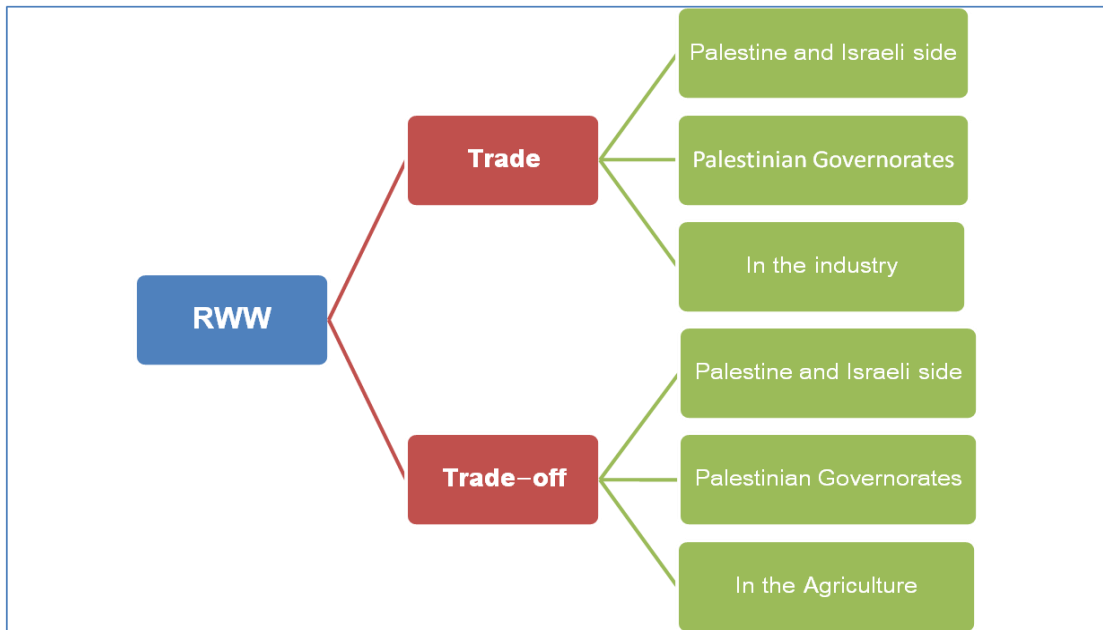 Palestine and Israeli side
Trade
Palestinian Governorates
In the industry
RWW
Palestine and Israeli side
Trade-off
Palestinian Governorates
In the Agriculture